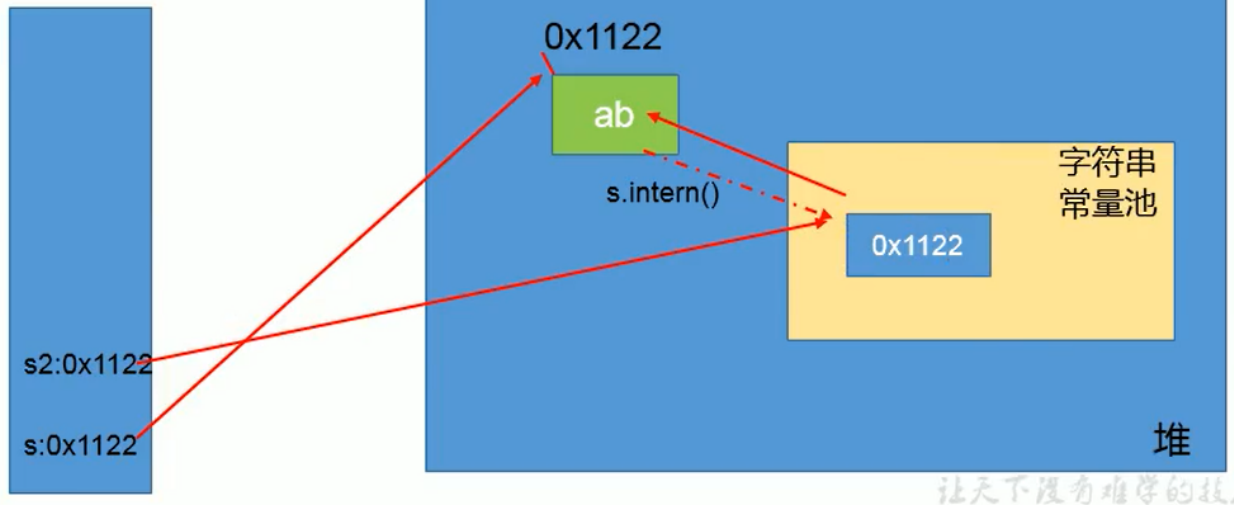 0x1122
ab
字符串
常量池
s.intern()
0x1122
s2:0x1122
s:0x1122
堆
让天下没有难学的技